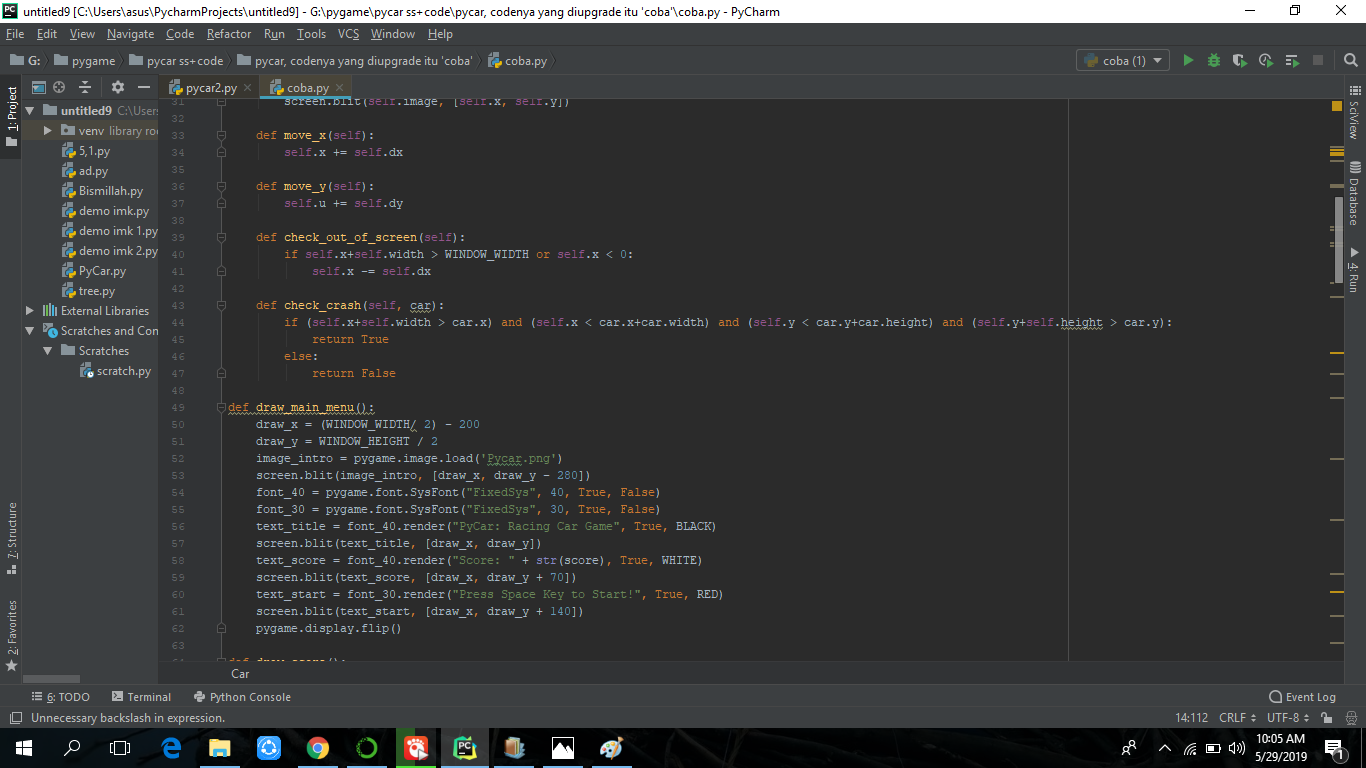 untitled9 [C:\Users\asus\PycharmProjects\untitled9] - G:\pygame\pycar ss+code\pycar, codenya yang diupgrade itu 'coba'\coba.py - PyCharm
File Edit View Navigate Code Refactor Run Tools VCS Window Help
G: pygame pycar ss+code pycar, codenya yang diupgrade itu 'coba' coba.py coba (1)
pycar2.py coba.py
1: Project
untitled9 C:\Users
venv library ro
5,1.py
ad.py
Bismillah.py
demo imk.py
demo imk 1.py
demo imk 2.py
PyCar.py
tree.py
External Libraries
Scratches and Con
Scratches
scratch.py
7: Structure
2: Favorites
31 screen.blit(self.image, [self.x, self.y])
32
33 def move_x(self):
34 self.x += self.dx
35
36 def move_y(self):
37 self.u += self.dy
38
39 def check_out_of_screen(self):
40 if self.x+self.width > WINDOW_WIDTH or self.x < 0:
41 self.x -= self.dx
42
43 def check_crash(self, car):
44 if (self.x+self.width > car.x) and (self.x < car.x+car.width) and (self.y < car.y+car.height) and (self.y+self.height > car.y):
45 return True
46 else:
47 return False
48
49 def draw_main_menu():
50 draw_x = (WINDOW_WIDTH/ 2) - 200
51 draw_y = WINDOW_HEIGHT / 2
52 image_intro = pygame.image.load('Pycar.png')
53 screen.blit(image_intro, [draw_x, draw_y - 280])
54 font_40 = pygame.font.SysFont("FixedSys", 40, True, False)
55 font_30 = pygame.font.SysFont("FixedSys", 30, True, False)
56 text_title = font_40.render("PyCar: Racing Car Game", True, BLACK)
57 screen.blit(text_title, [draw_x, draw_y])
58 text_score = font_40.render("Score: " + str(score), True, WHITE)
59 screen.blit(text_score, [draw_x, draw_y + 70])
60 text_start = font_30.render("Press Space Key to Start!", True, RED)
61 screen.blit(text_start, [draw_x, draw_y + 140])
62 pygame.display.flip()
63
Car
SciView
Database
4: Run
6: TODO Terminal Python Console Event Log
Unnecessary backslash in expression. 14:112 CRLF UTF-8
PC
10:05 AM
5/29/2019
1